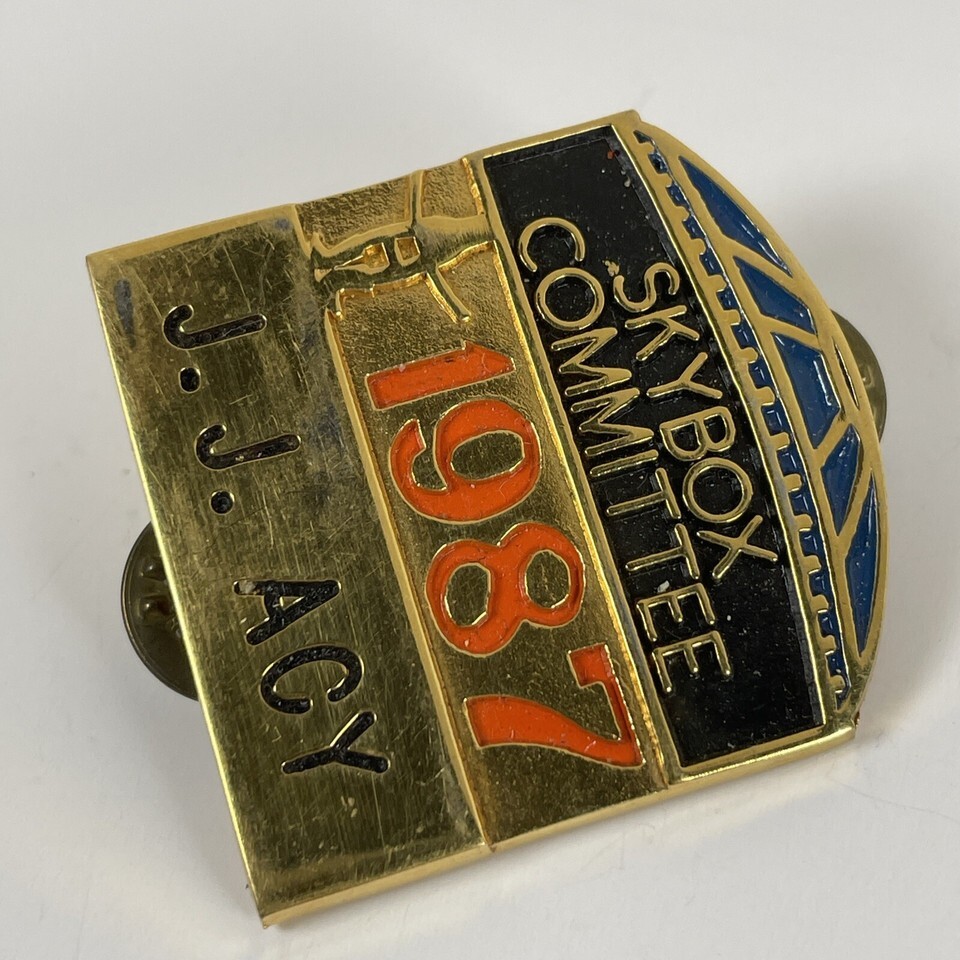 SKYBOX
COMMITTEE
1987
J.J. ACY